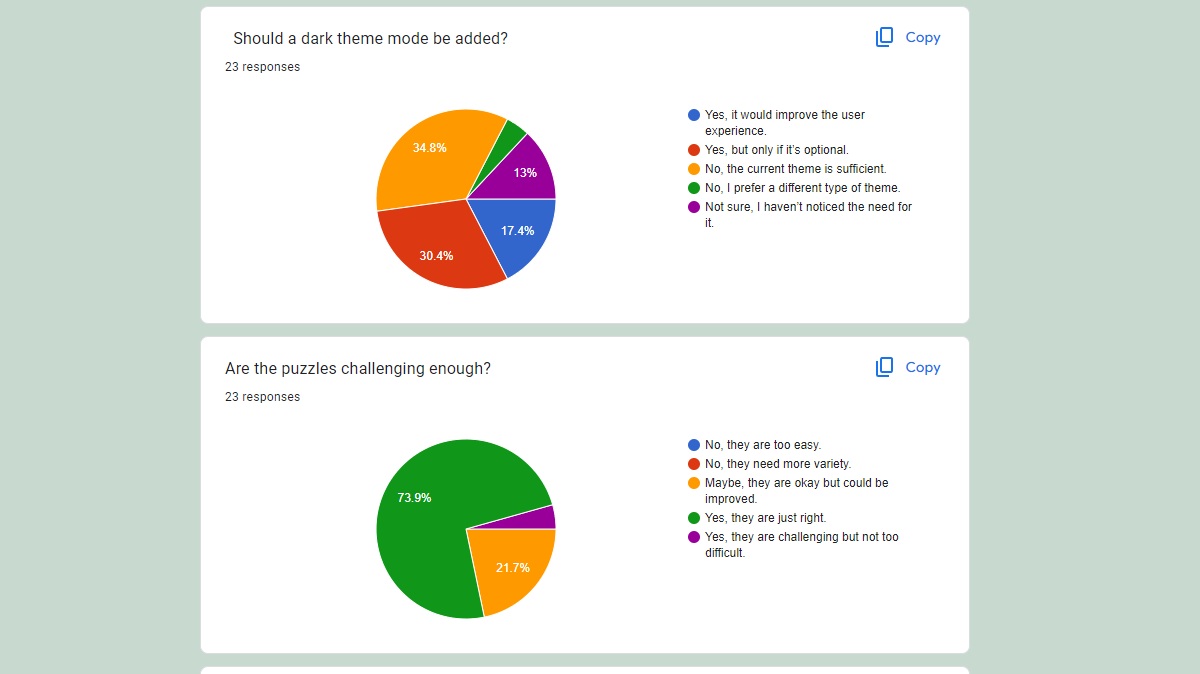 Should a dark theme mode be added?
Copy
23 responses
34.8%
13%
17.4%
30.4%
Yes, it would improve the user
experience.
Yes, but only if it’s optional.
No, the current theme is sufficient.
No, I prefer a different type of theme.
Not sure, I haven’t noticed the need for
it.
Are the puzzles challenging enough?
Copy
23 responses
73.9%
21.7%
No, they are too easy.
No, they need more variety.
Maybe, they are okay but could be
improved.
Yes, they are just right.
Yes, they are challenging but not too
difficult.